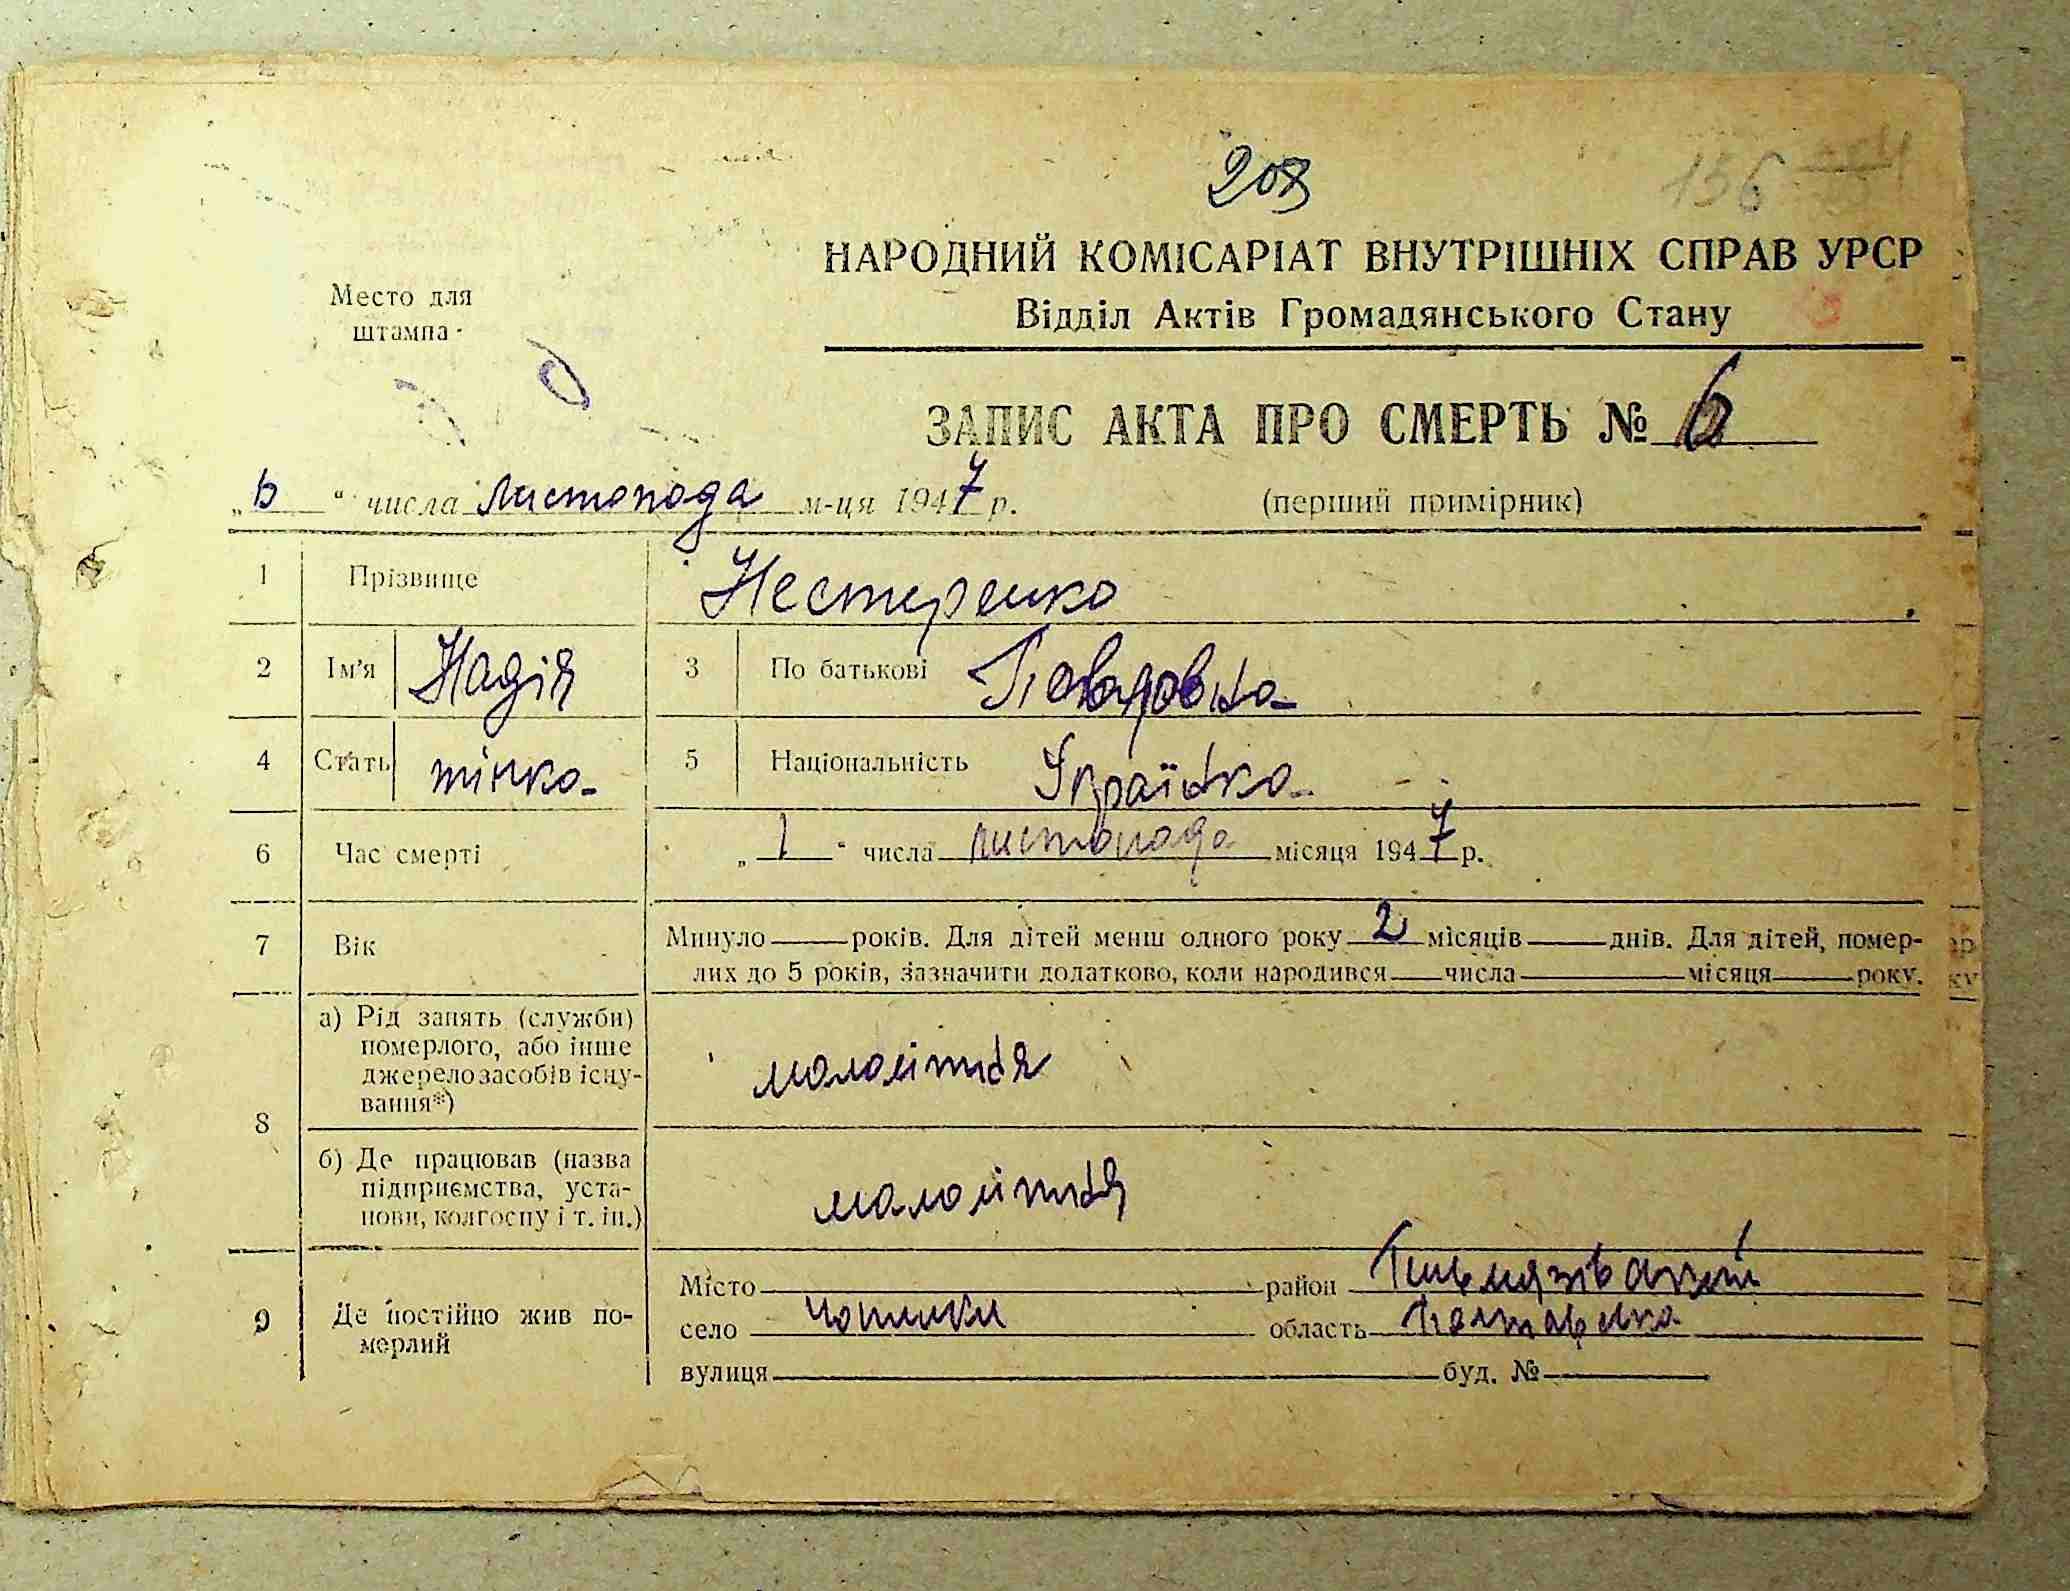 208
156
НАРОДНИЙ КОМІСАРІАТ ВНУТРІШНІХ СПРАВ УРСР
Відділ Актів Громадянського Стану
Место для
штампа
ЗАПИС АКТА ПРО СМЕРТЬ № 6
„6“ числа листопада м-ця 1947 р.
(перший примірник)
1 Прізвище Нестеренко
2 Ім'я Надія 3 По батькові
4 Стать жінка 5 Національність Українка
6 Час смерті „1“ числа листопада місяця 1947 р.
7 Вік Минуло — років. Для дітей менш одного року 2 місяців — днів. Для дітей, помер-
лих до 5 років, зазначити додатково, коли народився — числа — місяця — року.
8 а) Рід занять (служби)
померлого, або інше
джерело засобів існу-
вання*)
малолітня
б) Де працював (назва
підприємства, уста-
нови, колгоспу і т. ін.)
малолітня
9 Де постійно жив по-
мерлий
Місто — район Гельмязівський
село область Полтавська
вулиця — буд. № —